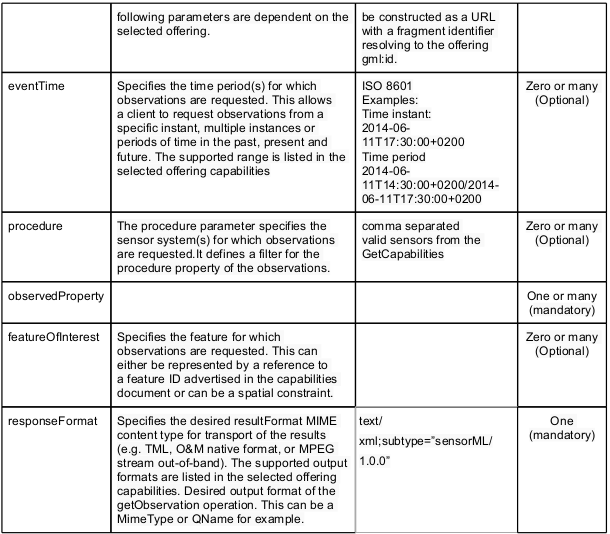 following parameters are dependent on the
selected offering.
be constructed as a URL
with a fragment identifier
resolving to the offering
gml:id.
eventTime
Specifies the time period(s) for which
observations are requested. This allows
a client to request observations from a
specific instant, multiple instances or
periods of time in the past, present and
future. The supported range is listed in the
selected offering capabilities
ISO 8601
Examples:
Time instant:
2014-06-
11T17:30:00+0200
Time period
2014-06-
11T14:30:00+0200/2014-
06-11T17:30:00+0200
Zero or many
(Optional)
procedure
The procedure parameter specifies the
sensor system(s) for which observations
are requested.It defines a filter for the
procedure property of the observations.
comma separated
valid sensors from the
GetCapabilities
Zero or many
(Optional)
observedProperty
One or many
(mandatory)
featureOfInterest
Specifies the feature for which
observations are requested. This can
either be represented by a reference to
a feature ID advertised in the capabilities
document or can be a spatial constraint.
Zero or many
(Optional)
responseFormat
Specifies the desired resultFormat MIME
content type for transport of the results
(e.g. TML, O&M native format, or MPEG
stream out-of-band). The supported output
formats are listed in the selected offering
capabilities. Desired output format of the
getObservation operation. This can be a
MimeType or QName for example.
text/
xml;subtype=”sensorML/
1.0.0”
One
(mandatory)